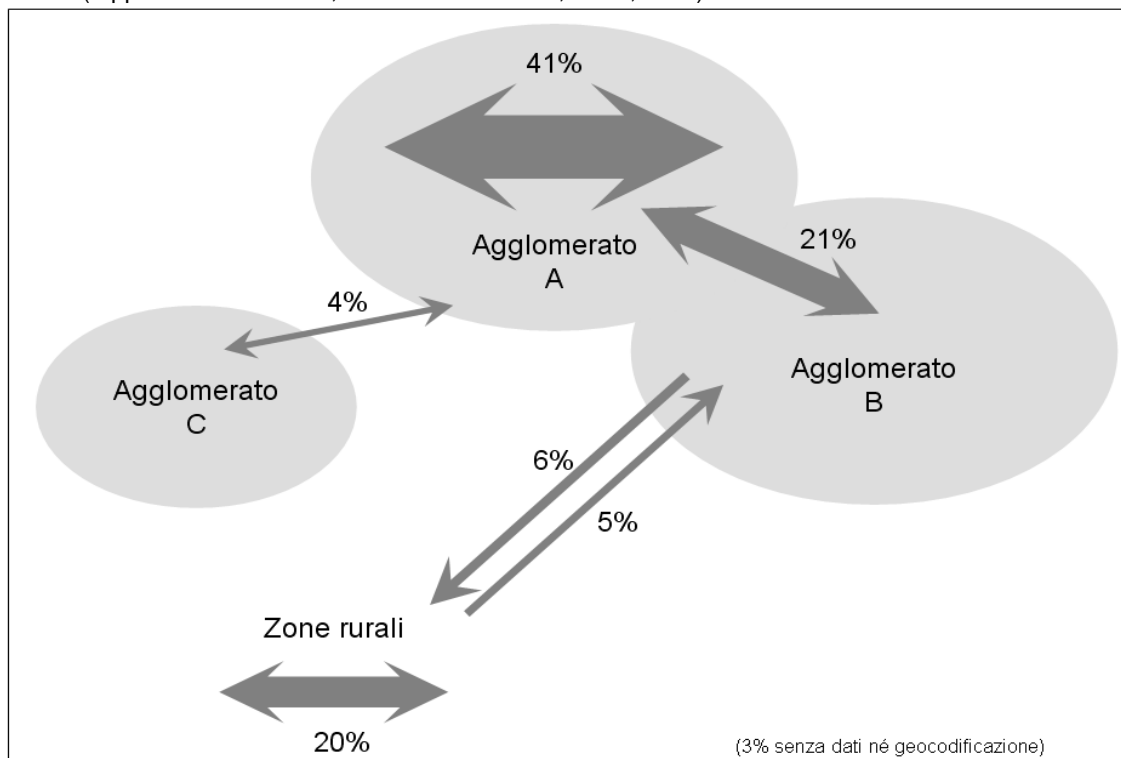 41%
Agglomerato
A
21%
4%
Agglomerato
C
Agglomerato
B
6%
5%
Zone rurali
20%
(3% senza dati né geocodificazione)